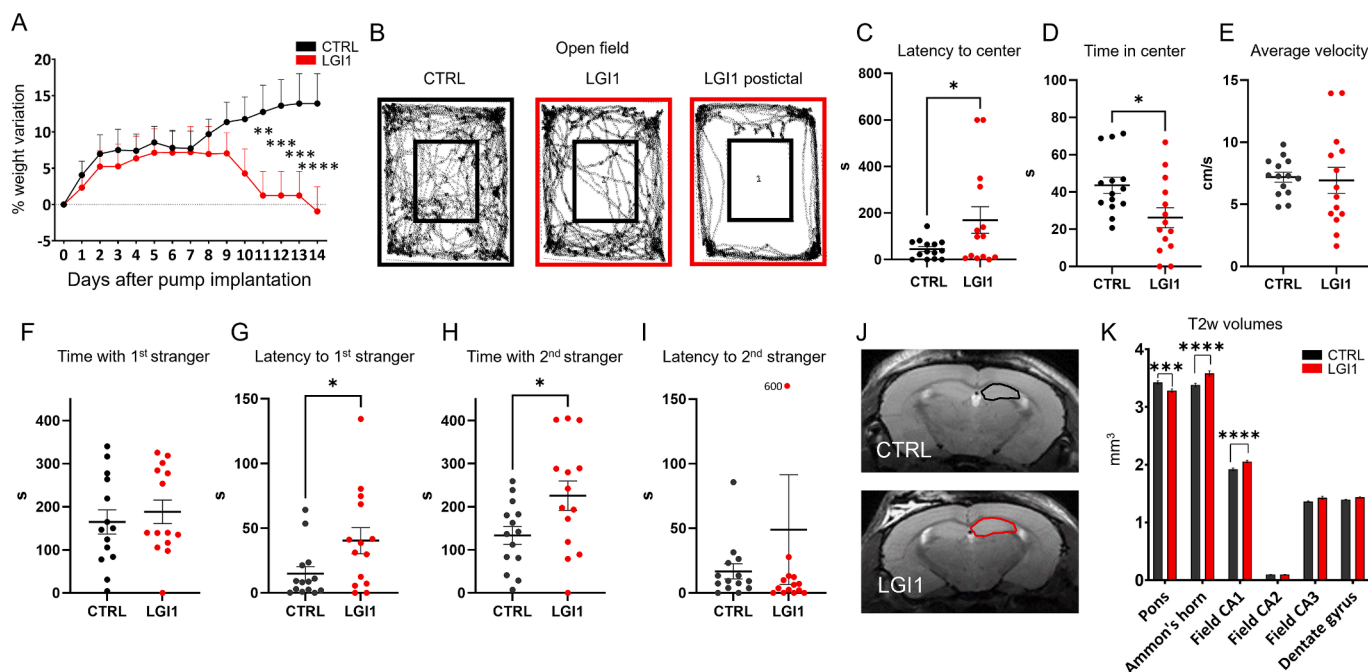 A
CTRL
LGI1
% weight variation
20
15
10
5
0
-5
**
***
***
****
0 1 2 3 4 5 6 7 8 9 10 11 12 13 14
Days after pump implantation
B
Open field
CTRL
LGI1
LGI1 postictal
C
Latency to center
*
s
800
600
400
200
0
CTRL
LGI1
D
Time in center
*
s
100
80
60
40
20
0
CTRL
LGI1
E
Average velocity
cm/s
15
10
5
0
CTRL
LGI1
F
Time with 1st stranger
s
400
300
200
100
0
CTRL
LGI1
G
Latency to 1st stranger
*
s
150
100
50
0
CTRL
LGI1
H
Time with 2nd stranger
*
s
400
300
200
100
0
CTRL
LGI1
I
Latency to 2nd stranger
600
s
150
100
50
0
CTRL
LGI1
J
CTRL
LGI1
K
T2w volumes
CTRL
LGI1
***
****
****
mm3
4
2
0
Pons
Ammon's horn
Field CA1
Field CA2
Field CA3
Dentate gyrus